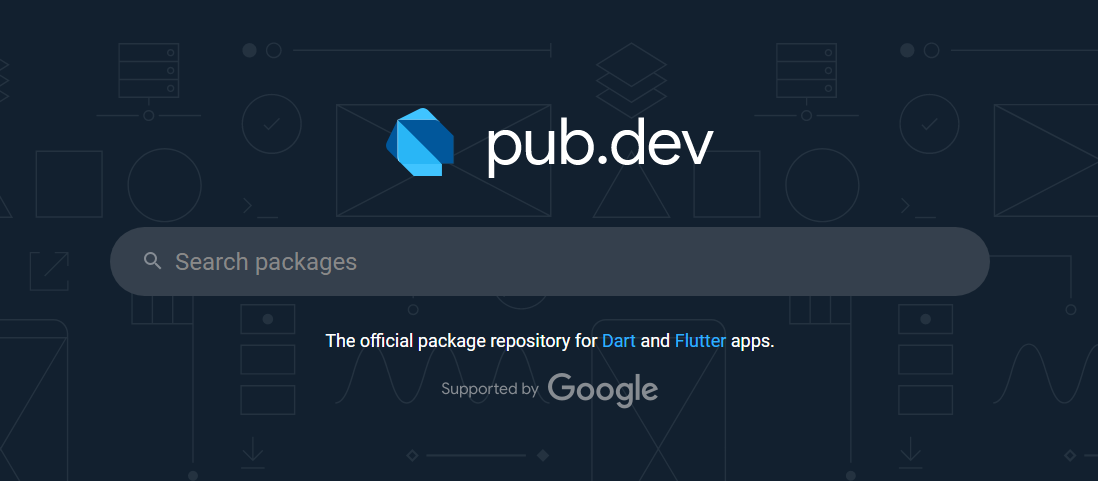 pub.dev
Search packages
The official package repository for Dart and Flutter apps.
Supported by Google